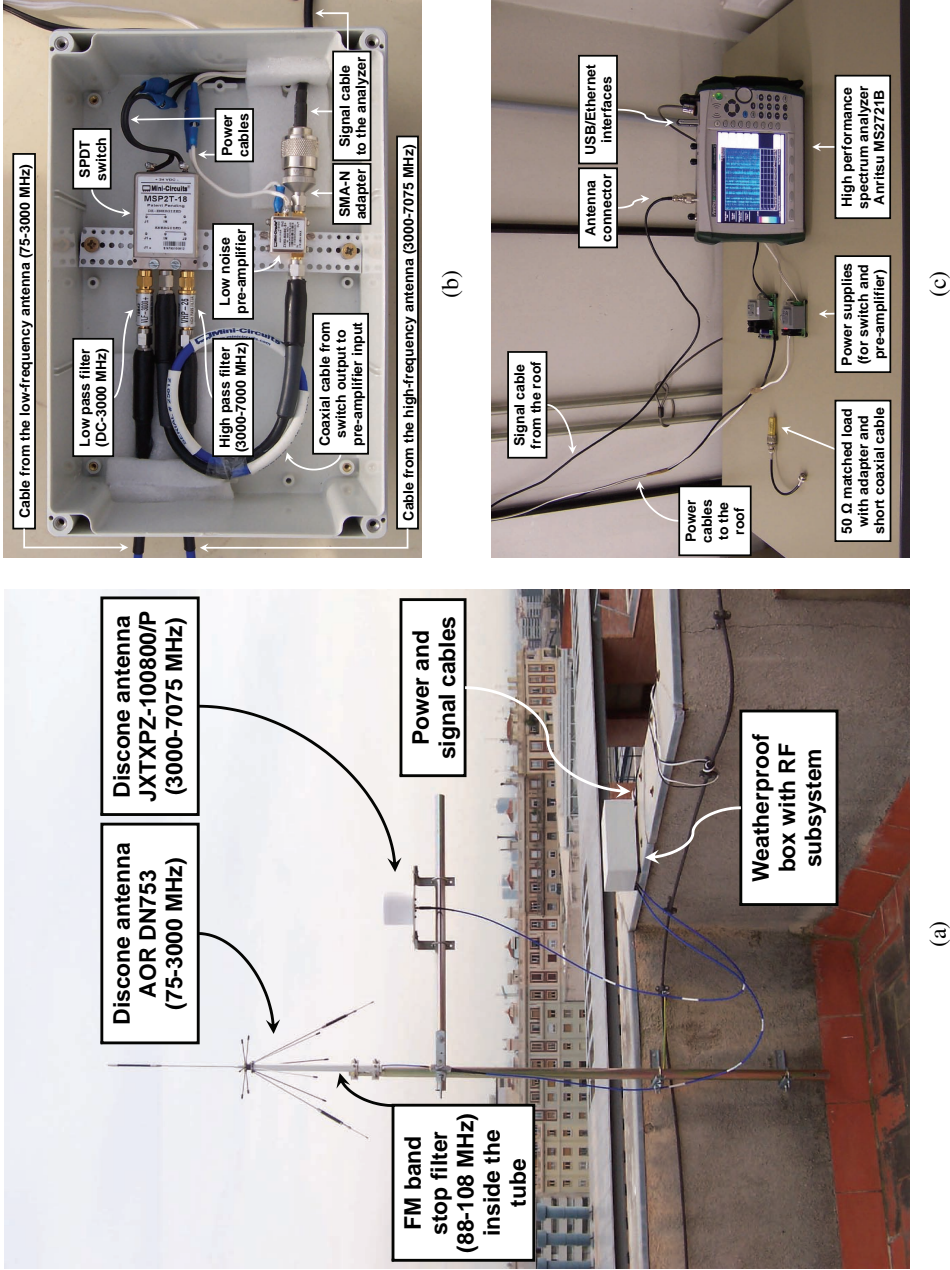 Discone antenna
AOR DN753
(75-3000 MHz)
Discone antenna
JXTXPZ-100800/P
(3000-7075 MHz)
FM band
stop filter
(88-108 MHz)
inside the
tube
Power and
signal cables
Weatherproof
box with RF
subsystem
(a)
Cable from the low-frequency antenna (75-3000 MHz)
Low pass filter
(DC-3000 MHz)
SPDT
switch
Mini-Circuits
MSP2T-18
Patent Pending
VHP-26
High pass filter
(3000-7000 MHz)
Power
cables
Low noise
pre-amplifier
Mini-Circuits
Coaxial cable from
switch output to
pre-amplifier input
SMA-N
adapter
Signal cable
to the analyzer
Cable from the high-frequency antenna (3000-7075 MHz)
(b)
Signal cable
from the roof
Antenna
connector
USB/Ethernet
interfaces
Power
cables
to the
roof
50 Ω matched load
with adapter and
short coaxial cable
Power supplies
(for switch and
pre-amplifier)
High performance
spectrum analyzer
Anritsu MS2721B
(c)